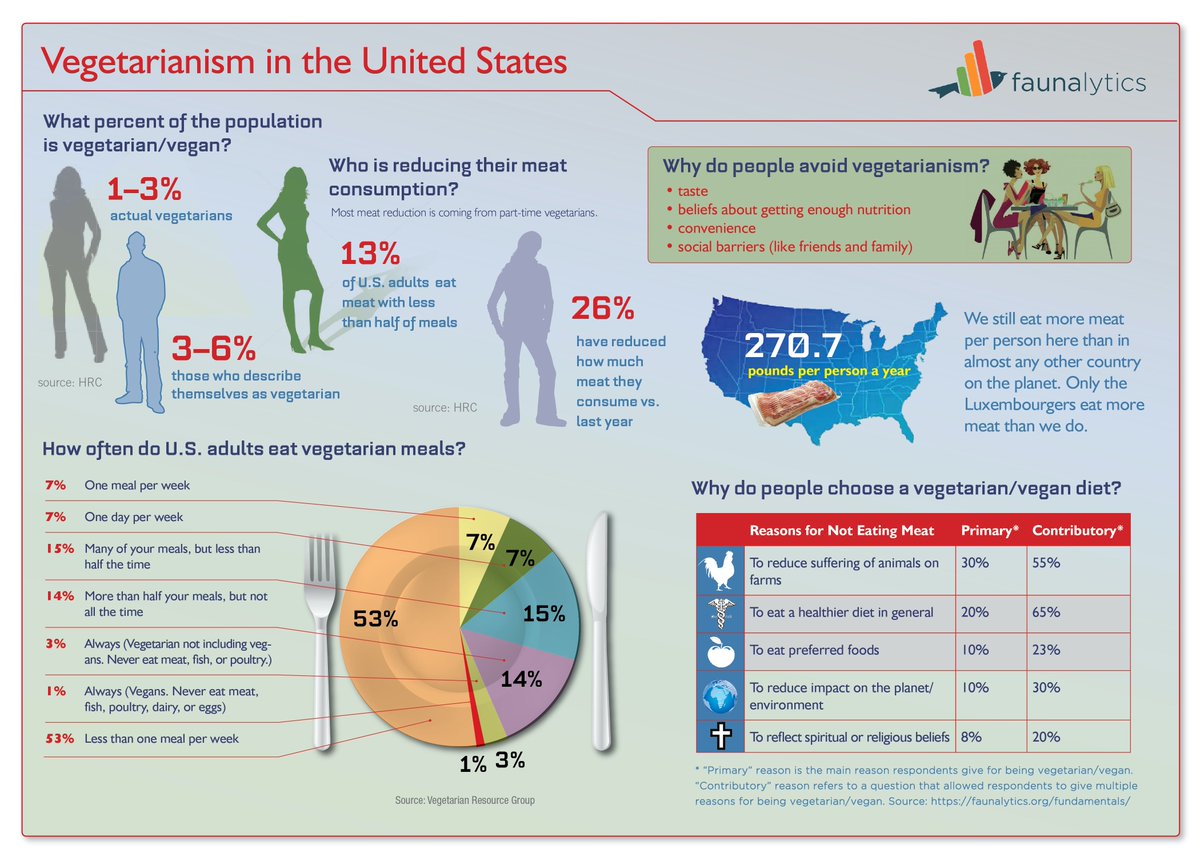 Vegetarianism in the United States
faunalytics
What percent of the population
is vegetarian/vegan?
1–3%
actual vegetarians
3–6%
those who describe
themselves as vegetarian
source: HRC
Who is reducing their meat
consumption?
Most meat reduction is coming from part-time vegetarians.
13%
of U.S. adults eat
meat with less
than half of meals
26%
have reduced
how much
meat they
consume vs.
last year
source: HRC
Why do people avoid vegetarianism?
• taste
• beliefs about getting enough nutrition
• convenience
• social barriers (like friends and family)
270.7
pounds per person a year
We still eat more meat
per person here than in
almost any other country
on the planet. Only the
Luxembourgers eat more
meat than we do.
How often do U.S. adults eat vegetarian meals?
7% One meal per week
7% One day per week
15% Many of your meals, but less than
half the time
14% More than half your meals, but not
all the time
3% Always (Vegetarian not including veg-
ans. Never eat meat, fish, or poultry.)
1% Always (Vegans. Never eat meat,
fish, poultry, dairy, or eggs)
53% Less than one meal per week
7%
7%
15%
14%
3%
1%
53%
Source: Vegetarian Resource Group
Why do people choose a vegetarian/vegan diet?
Reasons for Not Eating Meat Primary* Contributory*
To reduce suffering of animals on 30% 55%
farms
To eat a healthier diet in general 20% 65%
To eat preferred foods 10% 23%
To reduce impact on the planet/ 10% 30%
environment
To reflect spiritual or religious beliefs 8% 20%
* "Primary" reason is the main reason respondents give for being vegetarian/vegan.
"Contributory" reason refers to a question that allowed respondents to give multiple
reasons for being vegetarian/vegan. Source: https://faunalytics.org/fundamentals/